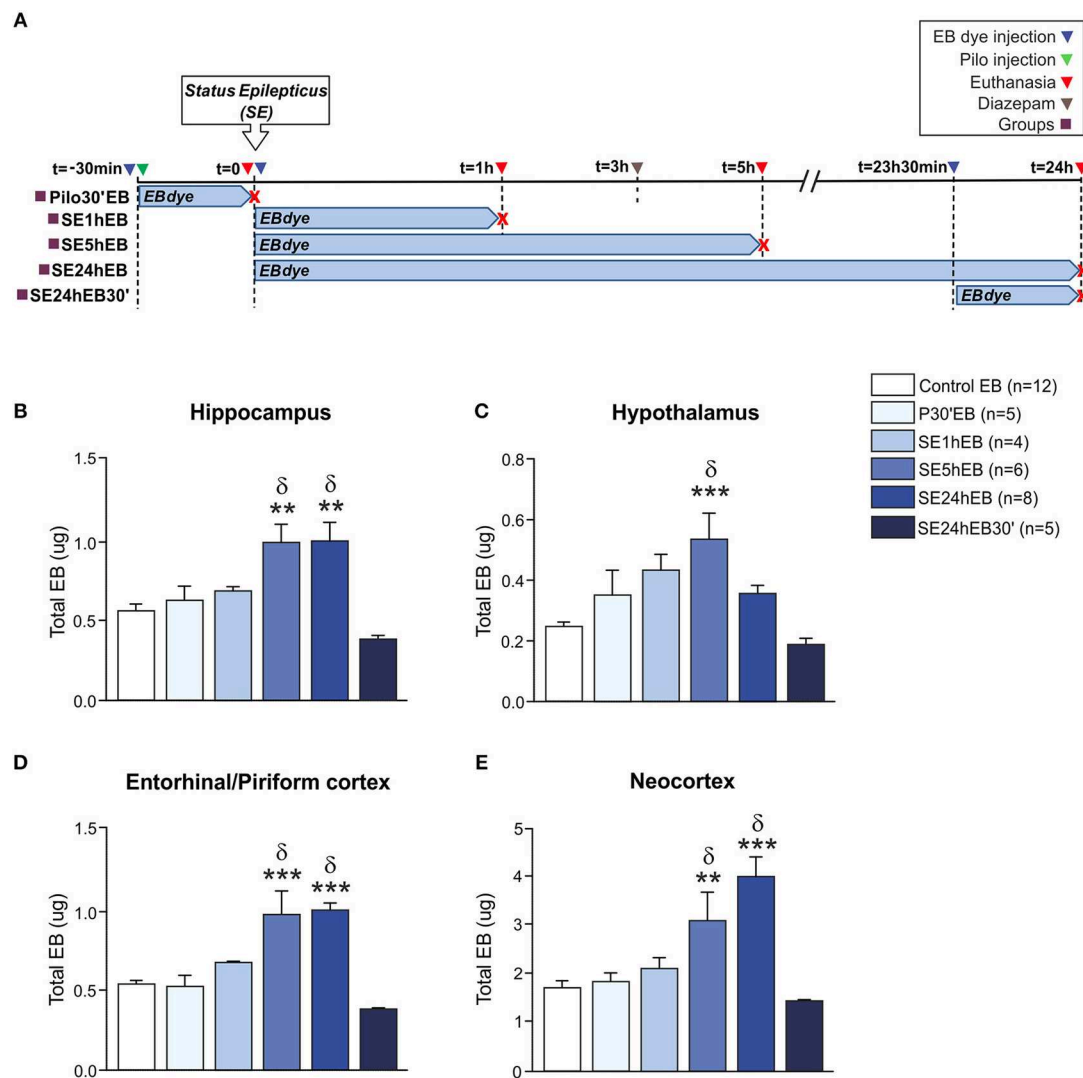 A
EB dye injection
Pilo injection
Euthanasia
Diazepam
Groups
Status Epilepticus
(SE)
t=-30min
t=0
t=1h
t=3h
t=5h
t=23h30min
t=24h
Pilo30'EB
EBdye
X
SE1hEB
EBdye
X
SE5hEB
EBdye
X
SE24hEB
EBdye
X
SE24hEB30'
EBdye
X
Control EB (n=12)
P30'EB (n=5)
SE1hEB (n=4)
SE5hEB (n=6)
SE24hEB (n=8)
SE24hEB30' (n=5)
B
Hippocampus
Total EB (ug)
1.5
1.0
0.5
0.0
δ
**
δ
**
C
Hypothalamus
Total EB (ug)
0.8
0.6
0.4
0.2
0.0
δ
***
D
Entorhinal/Piriform cortex
Total EB (ug)
1.5
1.0
0.5
0.0
δ
***
δ
***
E
Neocortex
Total EB (ug)
5
4
3
2
1
0
δ
**
δ
***